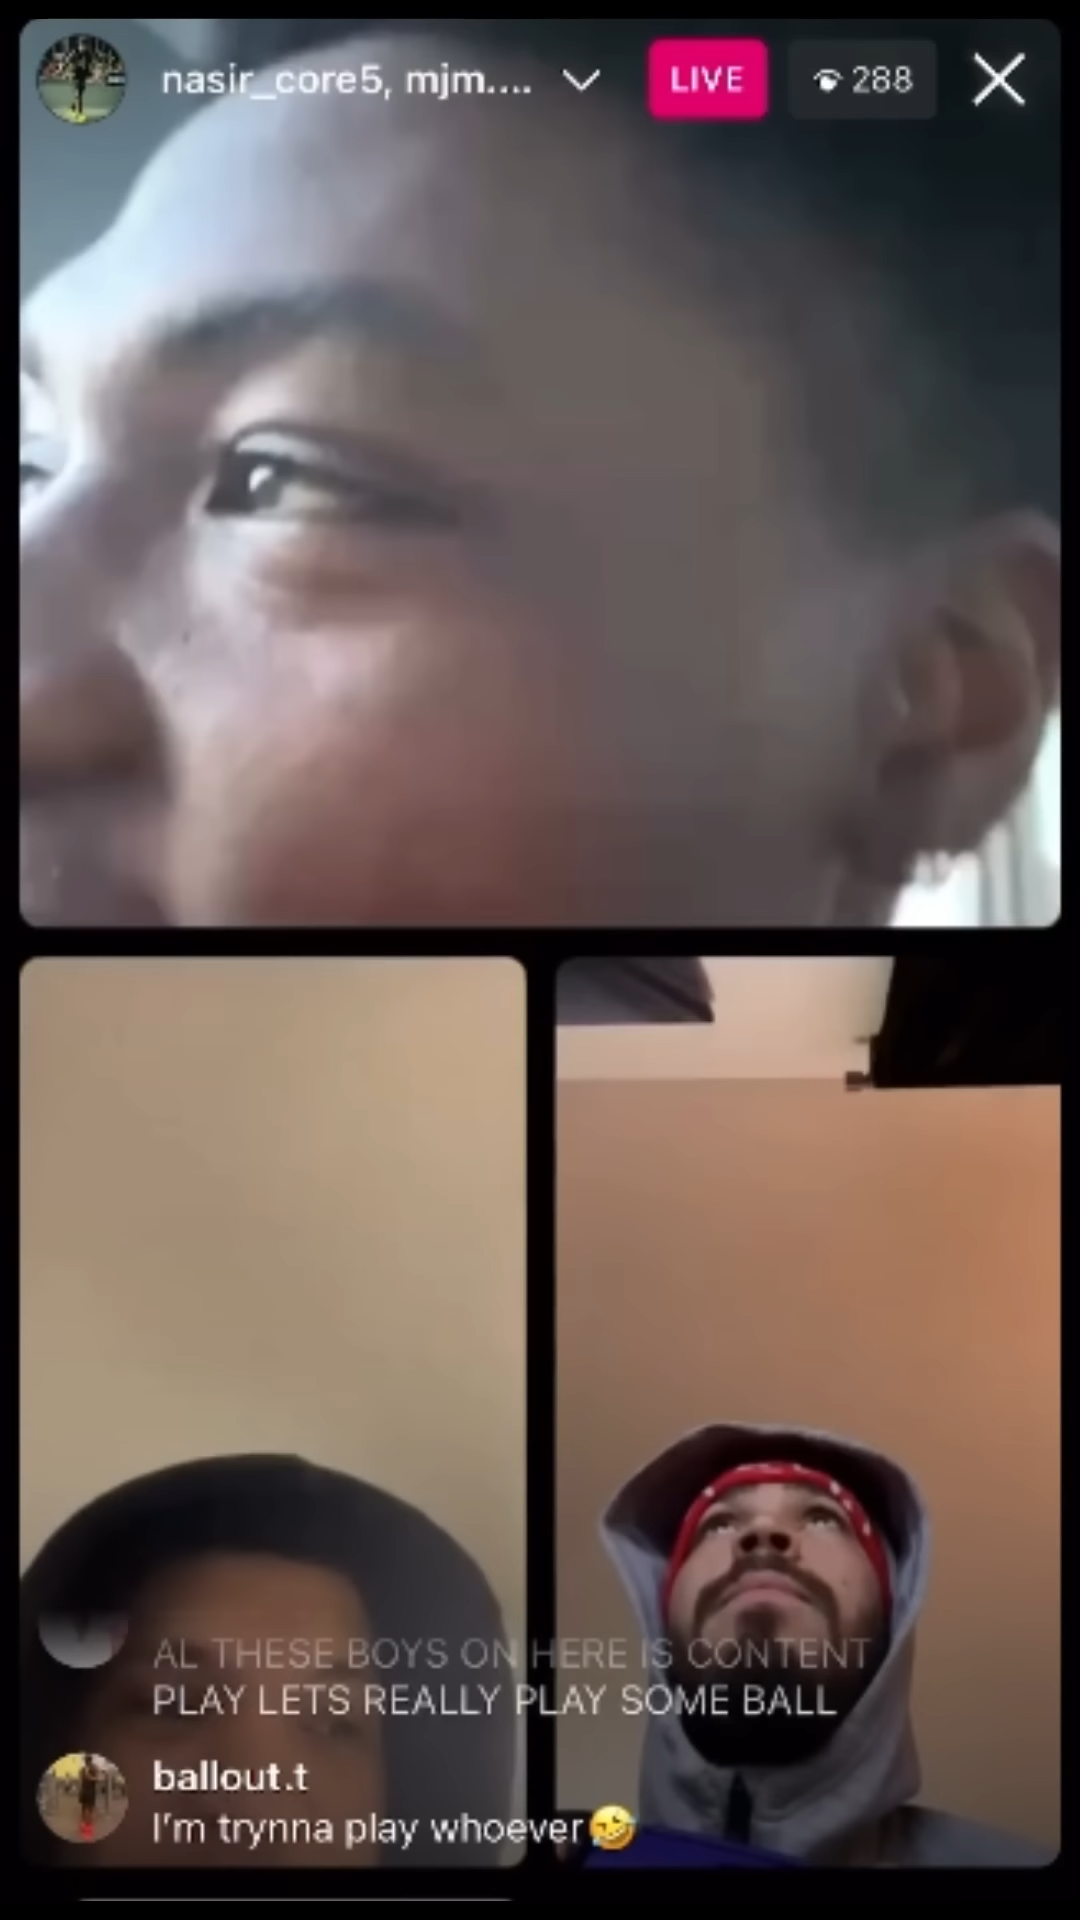 nasir_core5, mjm....
LIVE
288
AL THESE BOYS ON HERE IS CONTENT
PLAY LETS REALLY PLAY SOME BALL
ballout.t
I'm trynna play whoever🤣